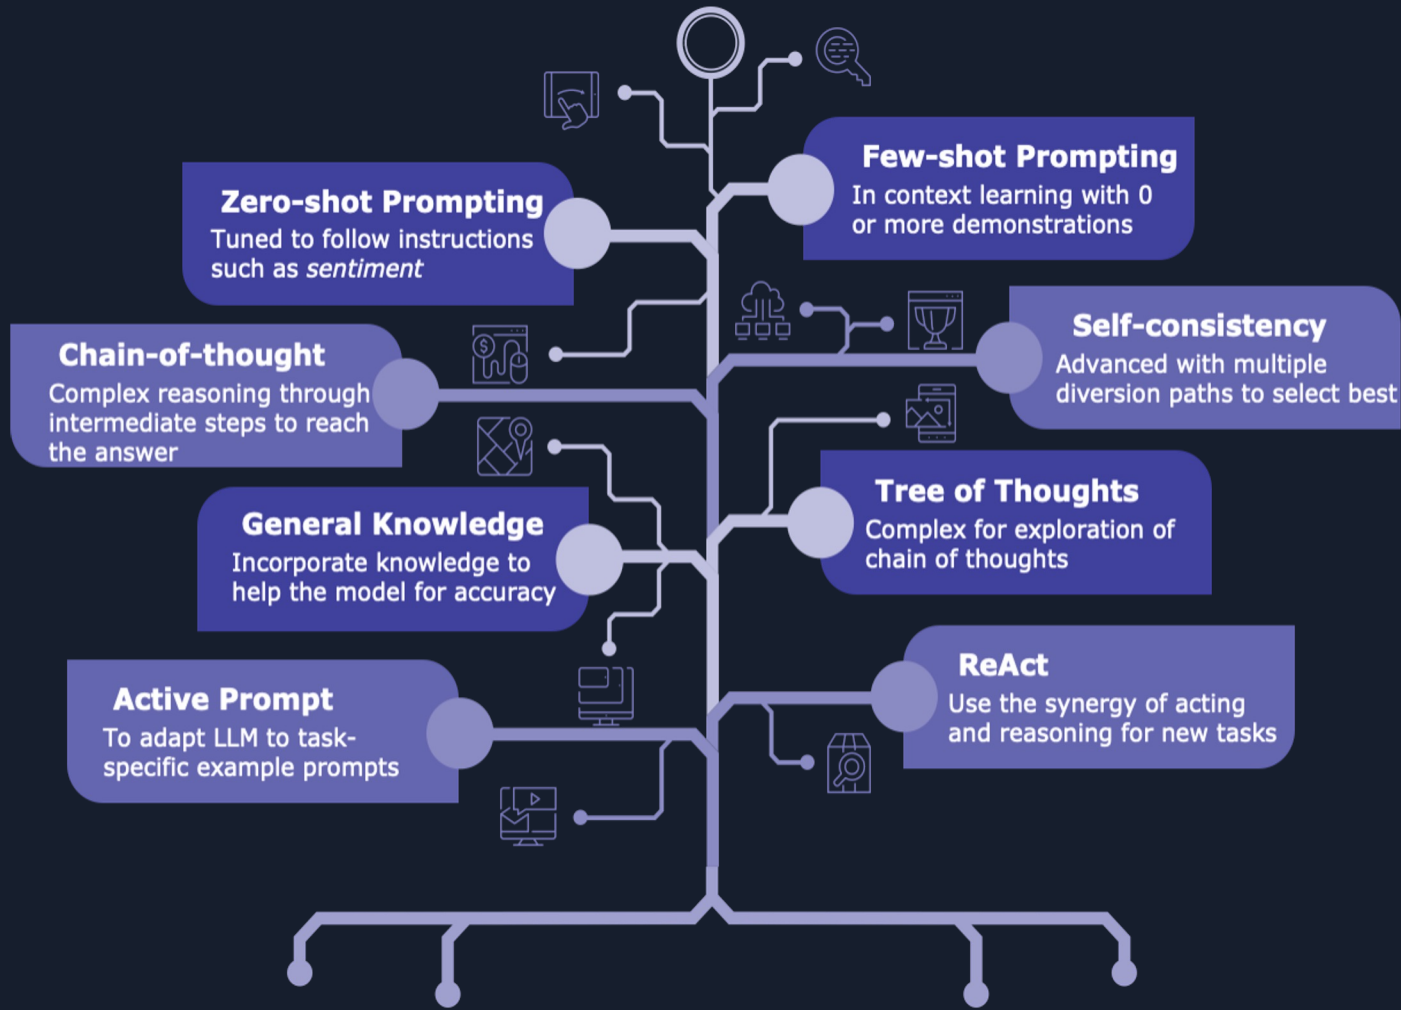 Few-shot Prompting
In context learning with 0
or more demonstrations
Zero-shot Prompting
Tuned to follow instructions
such as sentiment
Self-consistency
Advanced with multiple
diversion paths to select best
Chain-of-thought
Complex reasoning through
intermediate steps to reach
the answer
Tree of Thoughts
Complex for exploration of
chain of thoughts
General Knowledge
Incorporate knowledge to
help the model for accuracy
ReAct
Use the synergy of acting
and reasoning for new tasks
Active Prompt
To adapt LLM to task-
specific example prompts